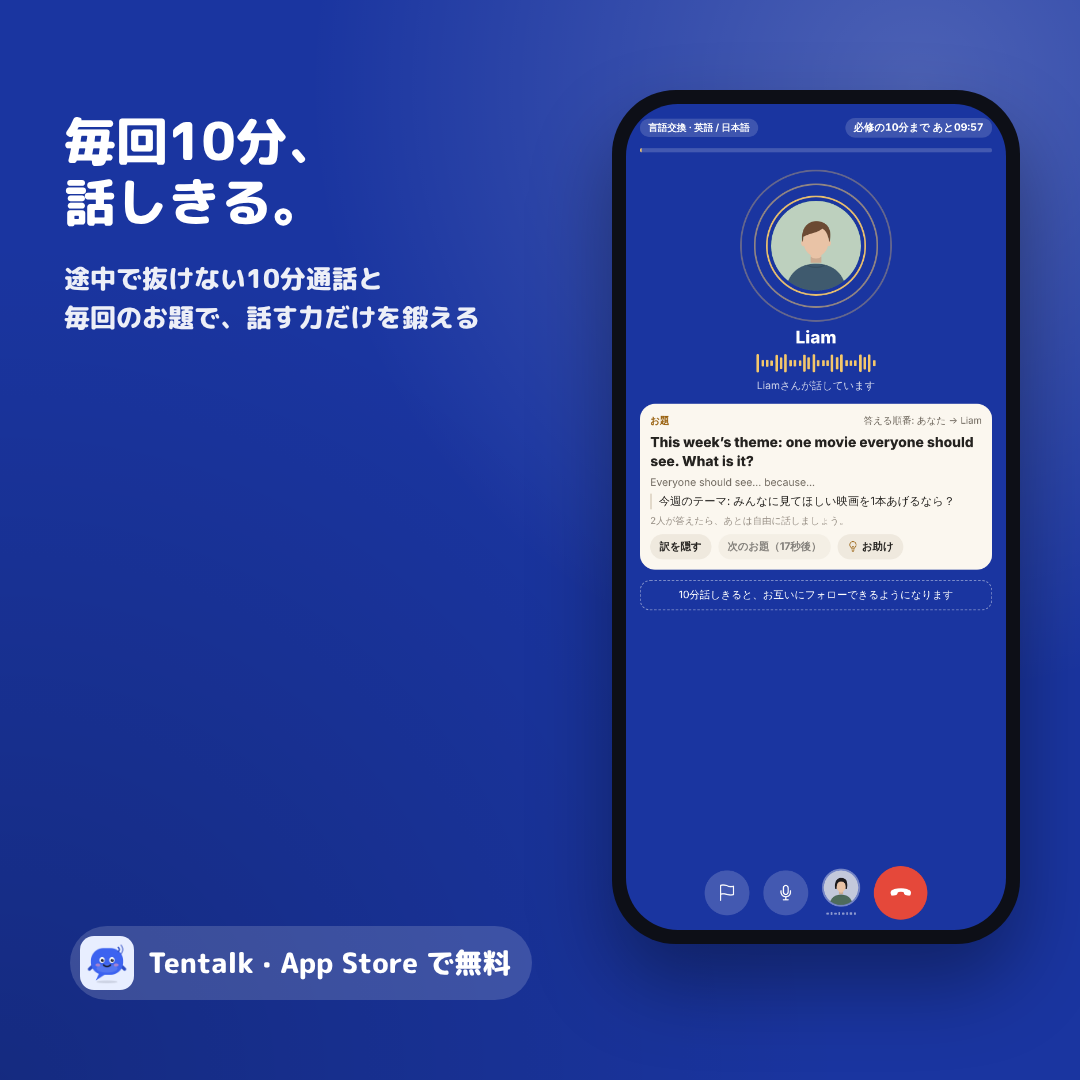 毎回10分、
話しきる。
途中で抜けない10分通話と
毎回のお題で、話す力だけを鍛える
言語交換 · 英語 / 日本語
必修の10分まで あと09:57
Liam
Liamさんが話しています
お題
答える順番: あなた → Liam
This week's theme: one movie everyone should
see. What is it?
Everyone should see... because...
今週のテーマ: みんなに見てほしい映画を1本あげるなら？
2人が答えたら、あとは自由に話しましょう。
訳を隠す
次のお題（17秒後）
お助け
10分話しきると、お互いにフォローできるようになります
Tentalk · App Store で無料